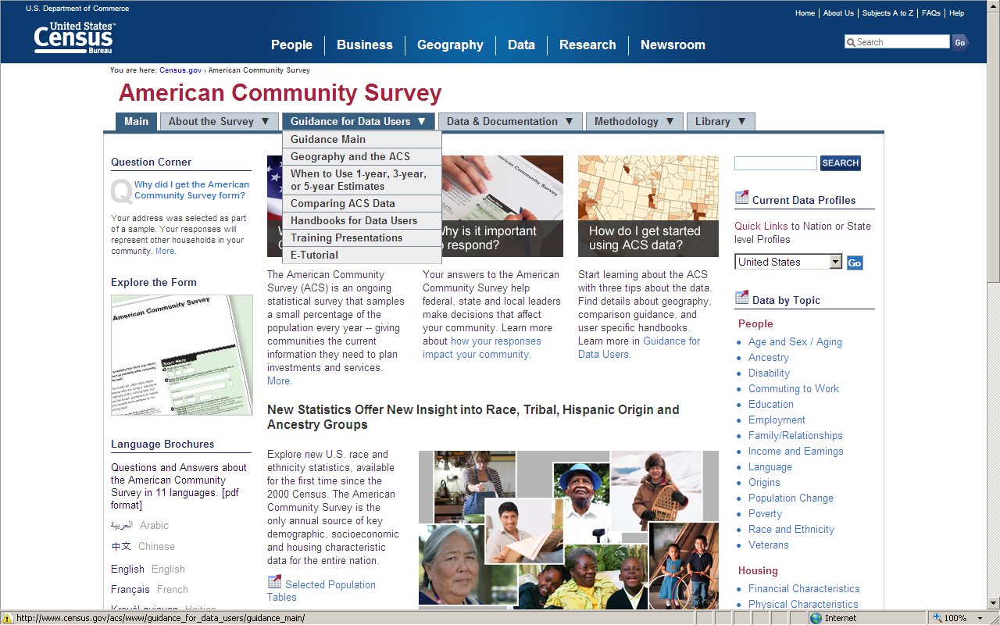 U.S. Department of Commerce
Home | About Us | Subjects A to Z | FAQs | Help
United States™
Census
Bureau
People | Business | Geography | Data | Research | Newsroom
Search
Go
You are here: Census.gov › American Community Survey
American Community Survey
Main
About the Survey ▼
Guidance for Data Users ▼
Data & Documentation ▼
Methodology ▼
Library ▼
Guidance Main
Geography and the ACS
When to Use 1-year, 3-year,
or 5-year Estimates
Comparing ACS Data
Handbooks for Data Users
Training Presentations
E-Tutorial
Question Corner
Q
Why did I get the American
Community Survey form?
Your address was selected as part
of a sample. Your responses will
represent other households in your
community. More.
Explore the Form
American Community Survey
Start Here
Language Brochures
Questions and Answers about
the American Community
Survey in 11 languages. [pdf
format]
العربية Arabic
中文 Chinese
English English
Français French
Kreyòl ayisyen Haitian
The American Community
Survey (ACS) is an ongoing
statistical survey that samples
a small percentage of the
population every year -- giving
communities the current
information they need to plan
investments and services.
More.
American Community Survey
Why is it important
to respond?
Your answers to the American
Community Survey help
federal, state and local leaders
make decisions that affect
your community. Learn more
about how your responses
impact your community.
How do I get started
using ACS data?
Start learning about the ACS
with three tips about the data.
Find details about geography,
comparison guidance, and
user specific handbooks.
Learn more in Guidance for
Data Users.
New Statistics Offer New Insight into Race, Tribal, Hispanic Origin and
Ancestry Groups
Explore new U.S. race and
ethnicity statistics, available
for the first time since the
2000 Census. The American
Community Survey is the
only annual source of key
demographic, socioeconomic
and housing characteristic
data for the entire nation.
Selected Population
Tables
SEARCH
Current Data Profiles
Quick Links to Nation or State
level Profiles
United States
Go
Data by Topic
People
Age and Sex / Aging
Ancestry
Disability
Commuting to Work
Education
Employment
Family/Relationships
Income and Earnings
Language
Origins
Population Change
Poverty
Race and Ethnicity
Veterans
Housing
Financial Characteristics
Physical Characteristics
http://www.census.gov/acs/www/guidance_for_data_users/guidance_main/
Internet
100%